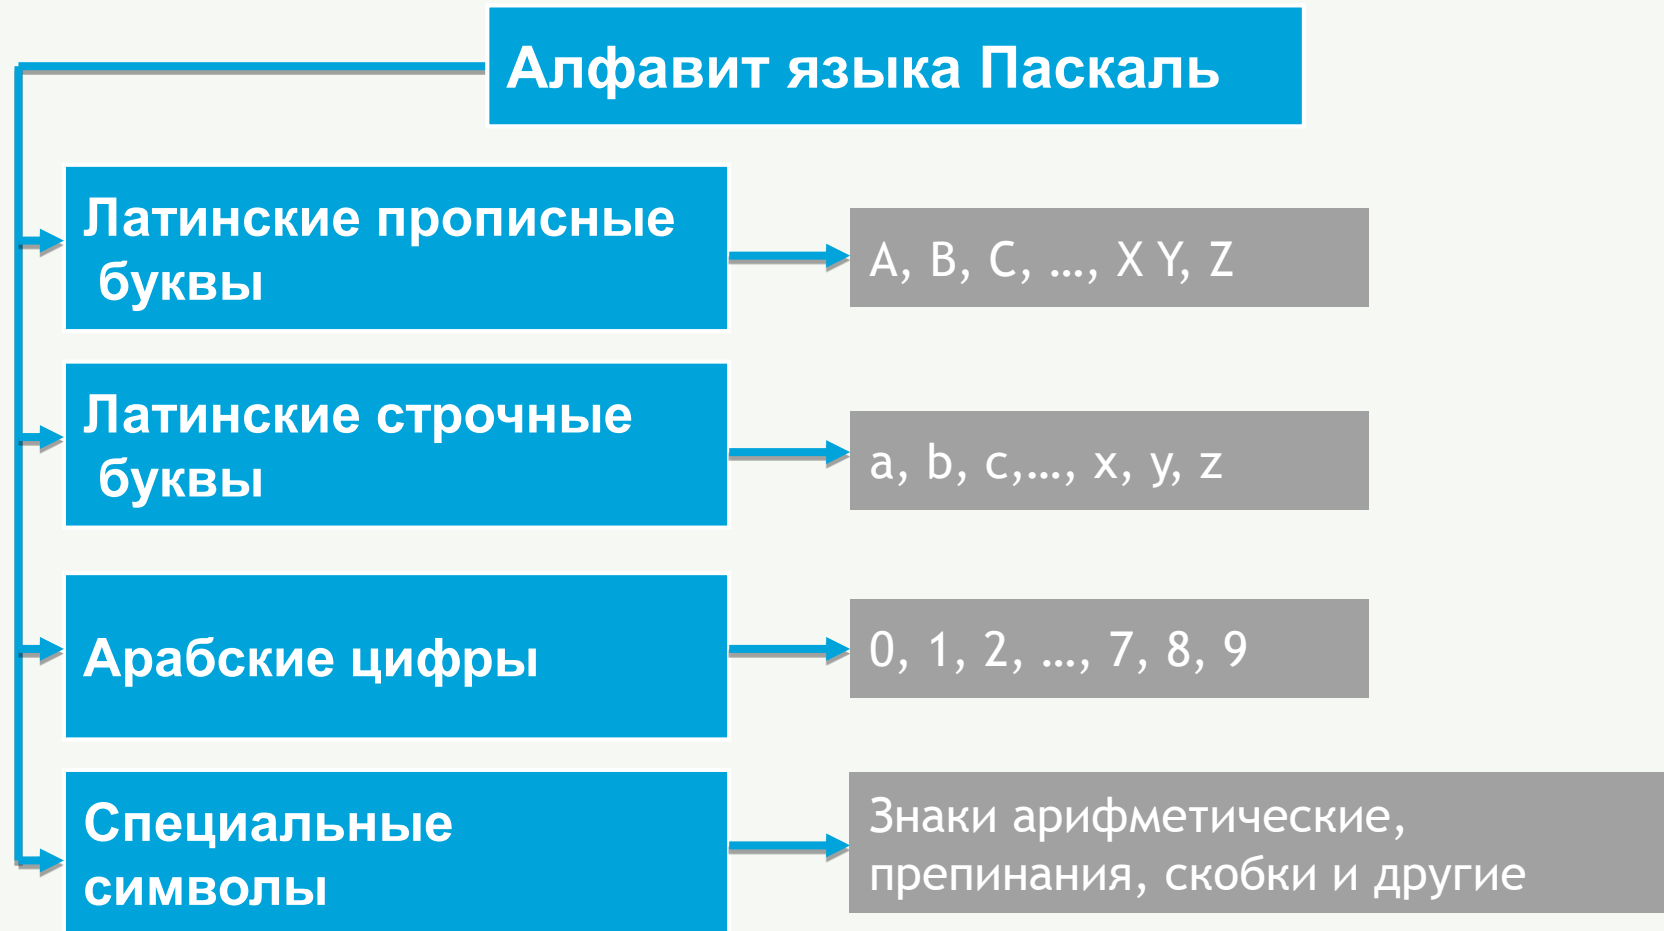 Алфавит языка Паскаль
Латинские прописные
буквы
A, B, C, …, X Y, Z
Латинские строчные
буквы
a, b, c,…, x, y, z
Арабские цифры
0, 1, 2, …, 7, 8, 9
Специальные
символы
Знаки арифметические,
препинания, скобки и другие